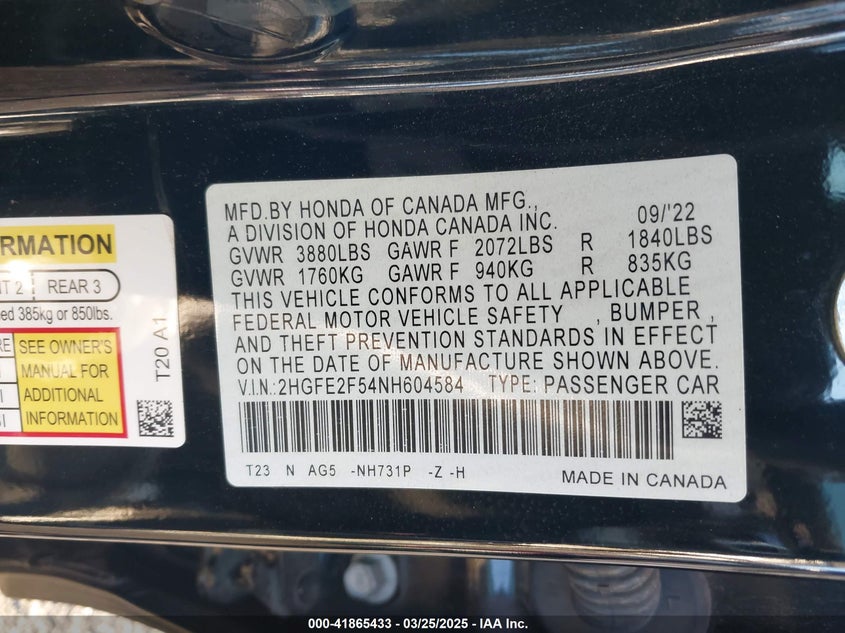 RMATION
T 2 REAR 3
ed 385kg or 850lbs.
RE SEE OWNER'S
MANUAL FOR
ADDITIONAL
INFORMATION
T20 A1
MFD.BY HONDA OF CANADA MFG., 09/'22
A DIVISION OF HONDA CANADA INC.
GVWR 3880LBS GAWR F 2072LBS R 1840LBS
GVWR 1760KG GAWR F 940KG R 835KG
THIS VEHICLE CONFORMS TO ALL APPLICABLE
FEDERAL MOTOR VEHICLE SAFETY , BUMPER ,
AND THEFT PREVENTION STANDARDS IN EFFECT
ON THE DATE OF MANUFACTURE SHOWN ABOVE.
V.I.N.:2HGFE2F54NH604584 TYPE: PASSENGER CAR
T23 N AG5 -NH731P -Z -H
MADE IN CANADA
000-41865433 — 03/25/2025 — IAA Inc.